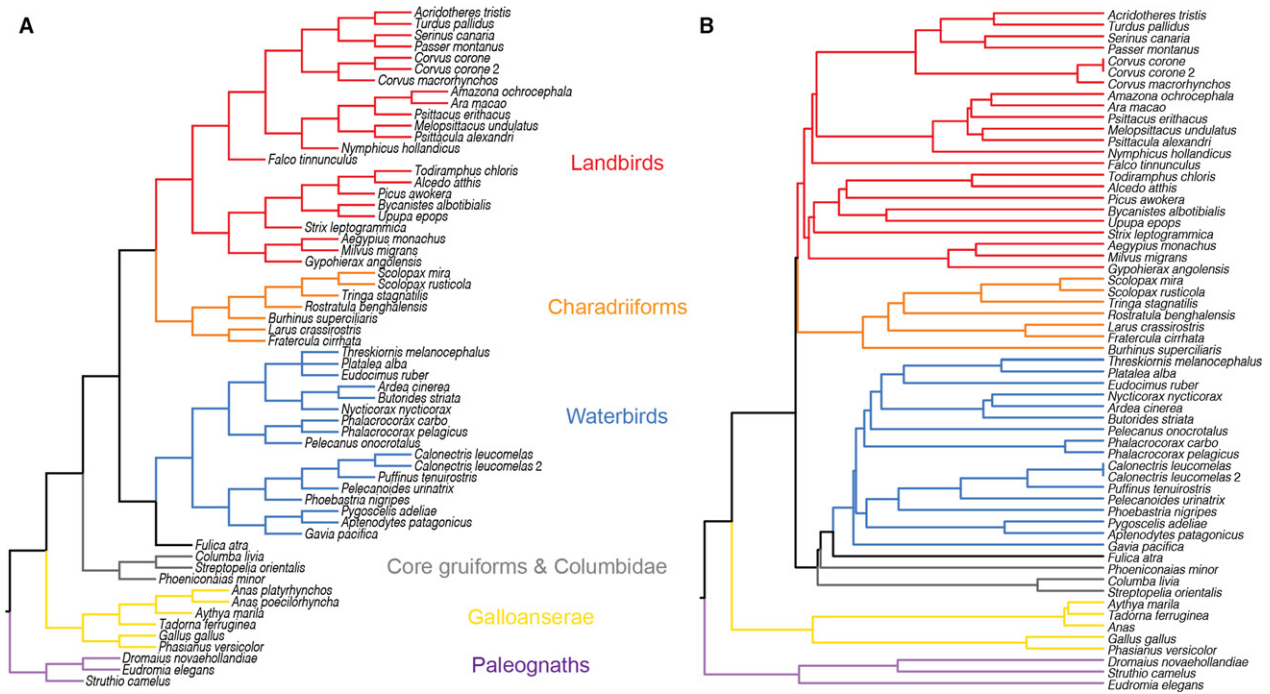 A
Acridotheres tristis
Turdus pallidus
Serinus canaria
Passer montanus
Corvus corone
Corvus corone 2
Corvus macrorhynchos
Amazona ochrocephala
Ara macao
Psittacus erithacus
Melopsittacus undulatus
Psittacula alexandri
Nymphicus hollandicus
Falco tinnunculus
Todiramphus chloris
Alcedo atthis
Picus awokera
Bycanistes albotibialis
Upupa epops
Strix leptogrammica
Aegypius monachus
Milvus migrans
Gypohierax angolensis
Scolopax mira
Scolopax rusticola
Tringa stagnatilis
Rostratula benghalensis
Burhinus superciliaris
Larus crassirostris
Fratercula cirrhata
Threskiornis melanocephalus
Platalea alba
Eudocimus ruber
Ardea cinerea
Butorides striata
Nycticorax nycticorax
Phalacrocorax carbo
Phalacrocorax pelagicus
Pelecanus onocrotalus
Calonectris leucomelas
Calonectris leucomelas 2
Puffinus tenuirostris
Pelecanoides urinatrix
Phoebastria nigripes
Pygoscelis adeliae
Aptenodytes patagonicus
Gavia pacifica
Fulica atra
Columba livia
Streptopelia orientalis
Phoeniconaias minor
Anas platyrhynchos
Anas poecilorhyncha
Aythya marila
Tadorna ferruginea
Gallus gallus
Phasianus versicolor
Dromaius novaehollandiae
Eudromia elegans
Struthio camelus
Landbirds
Charadriiforms
Waterbirds
Core gruiforms & Columbidae
Galloanserae
Paleognaths
B
Acridotheres tristis
Turdus pallidus
Serinus canaria
Passer montanus
Corvus corone
Corvus corone 2
Corvus macrorhynchos
Amazona ochrocephala
Ara macao
Psittacus erithacus
Melopsittacus undulatus
Psittacula alexandri
Nymphicus hollandicus
Falco tinnunculus
Todiramphus chloris
Alcedo atthis
Picus awokera
Bycanistes albotibialis
Upupa epops
Strix leptogrammica
Aegypius monachus
Milvus migrans
Gypohierax angolensis
Scolopax mira
Scolopax rusticola
Tringa stagnatilis
Rostratula benghalensis
Larus crassirostris
Fratercula cirrhata
Burhinus superciliaris
Threskiornis melanocephalus
Platalea alba
Eudocimus ruber
Nycticorax nycticorax
Ardea cinerea
Butorides striata
Pelecanus onocrotalus
Phalacrocorax carbo
Phalacrocorax pelagicus
Calonectris leucomelas
Calonectris leucomelas 2
Puffinus tenuirostris
Pelecanoides urinatrix
Phoebastria nigripes
Pygoscelis adeliae
Aptenodytes patagonicus
Gavia pacifica
Fulica atra
Phoeniconaias minor
Columba livia
Streptopelia orientalis
Aythya marila
Tadorna ferruginea
Anas
Gallus gallus
Phasianus versicolor
Dromaius novaehollandiae
Struthio camelus
Eudromia elegans